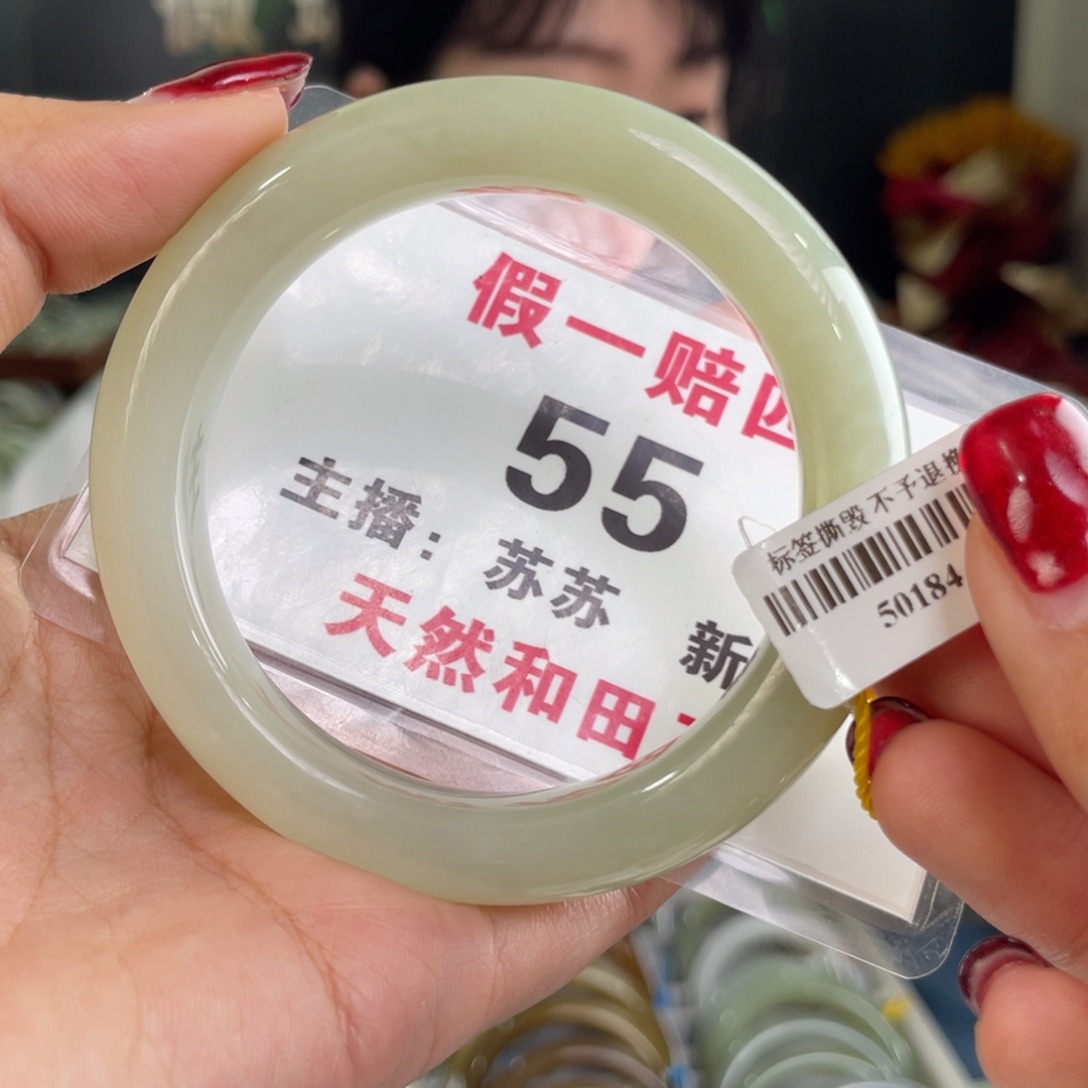 假一赔四
55
主播：苏苏
新
天然和田
标签撕毁 不予退换
50184